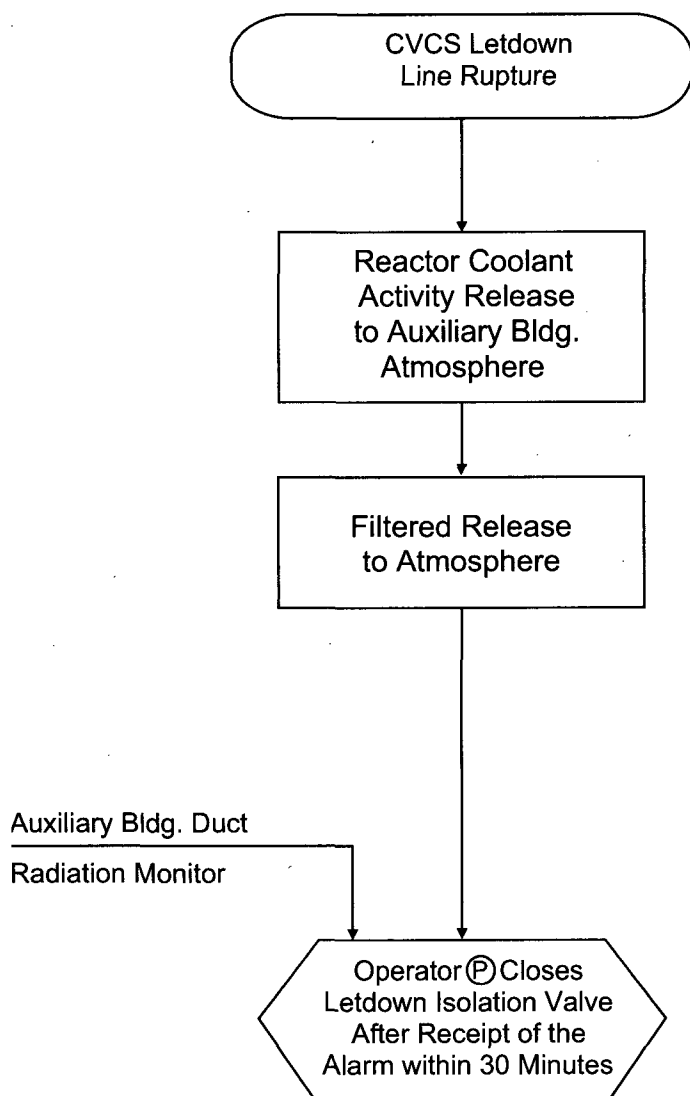 CVCS Letdown
Line Rupture
Reactor Coolant
Activity Release
to Auxiliary Bldg.
Atmosphere
Filtered Release
to Atmosphere
Auxiliary Bldg. Duct
Radiation Monitor
Operator Ⓟ Closes
Letdown Isolation Valve
After Receipt of the
Alarm within 30 Minutes